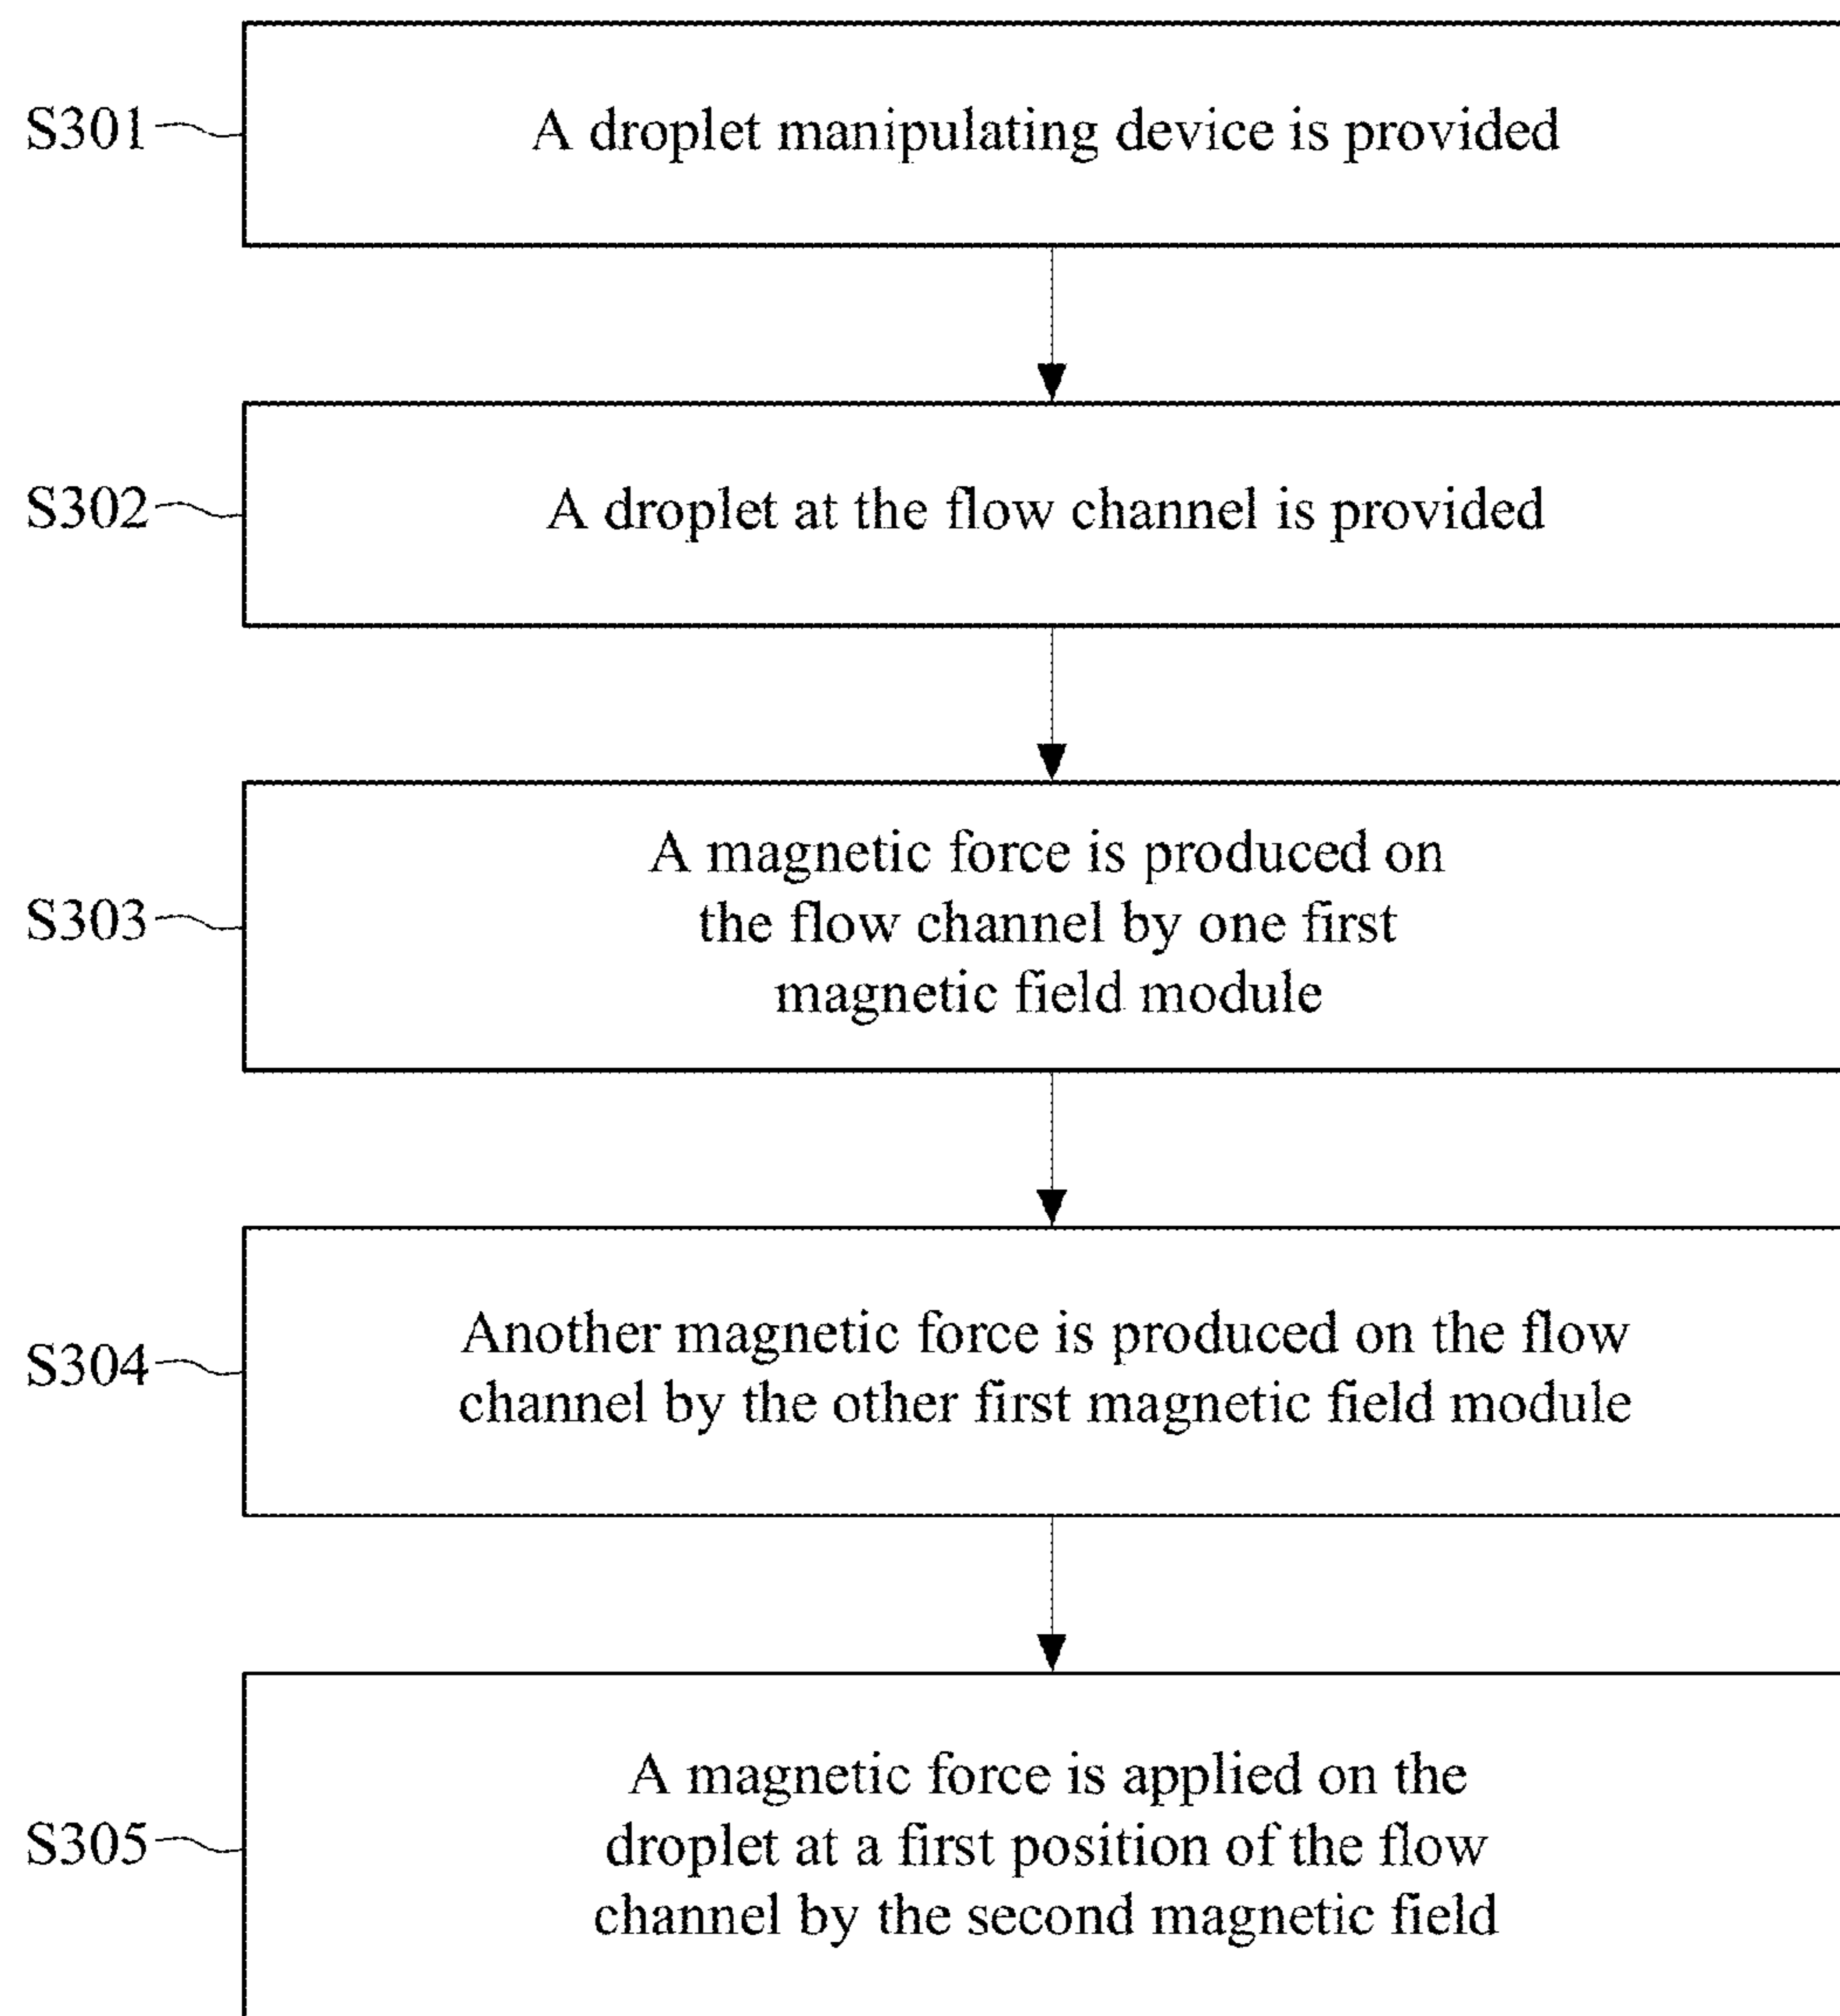 S301
A droplet manipulating device is provided
S302
A droplet at the flow channel is provided
S303
A magnetic force is produced on
the flow channel by one first
magnetic field module
S304
Another magnetic force is produced on the flow
channel by the other first magnetic field module
S305
A magnetic force is applied on the
droplet at a first position of the flow
channel by the second magnetic field